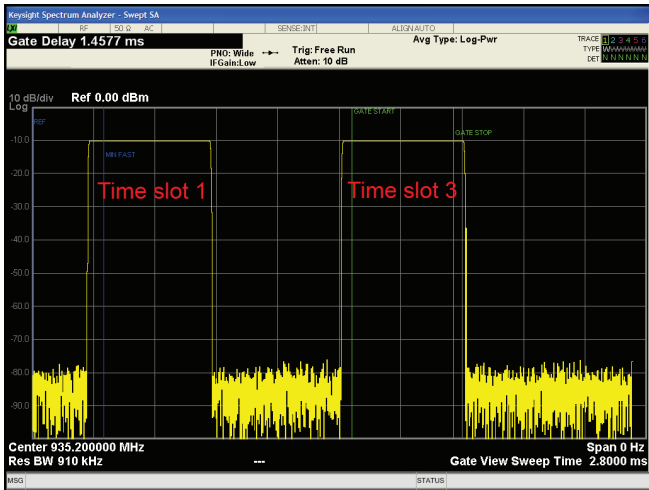 Keysight Spectrum Analyzer - Swept SA
RF 50 Ω AC SENSE:INT ALIGN AUTO
Gate Delay 1.4577 ms
PNO: Wide
IFGain:Low
Trig: Free Run
Atten: 10 dB
Avg Type: Log-Pwr
TRACE 1 2 3 4 5 6
TYPE
DET N N N N N N
10 dB/div Ref 0.00 dBm
Log
REF
GATE START
GATE STOP
MIN FAST
-10.0
-20.0
Time slot 1 Time slot 3
-30.0
-40.0
-50.0
-60.0
-70.0
-80.0
-90.0
Center 935.200000 MHz Span 0 Hz
Res BW 910 kHz --- Gate View Sweep Time 2.8000 ms
MSG STATUS